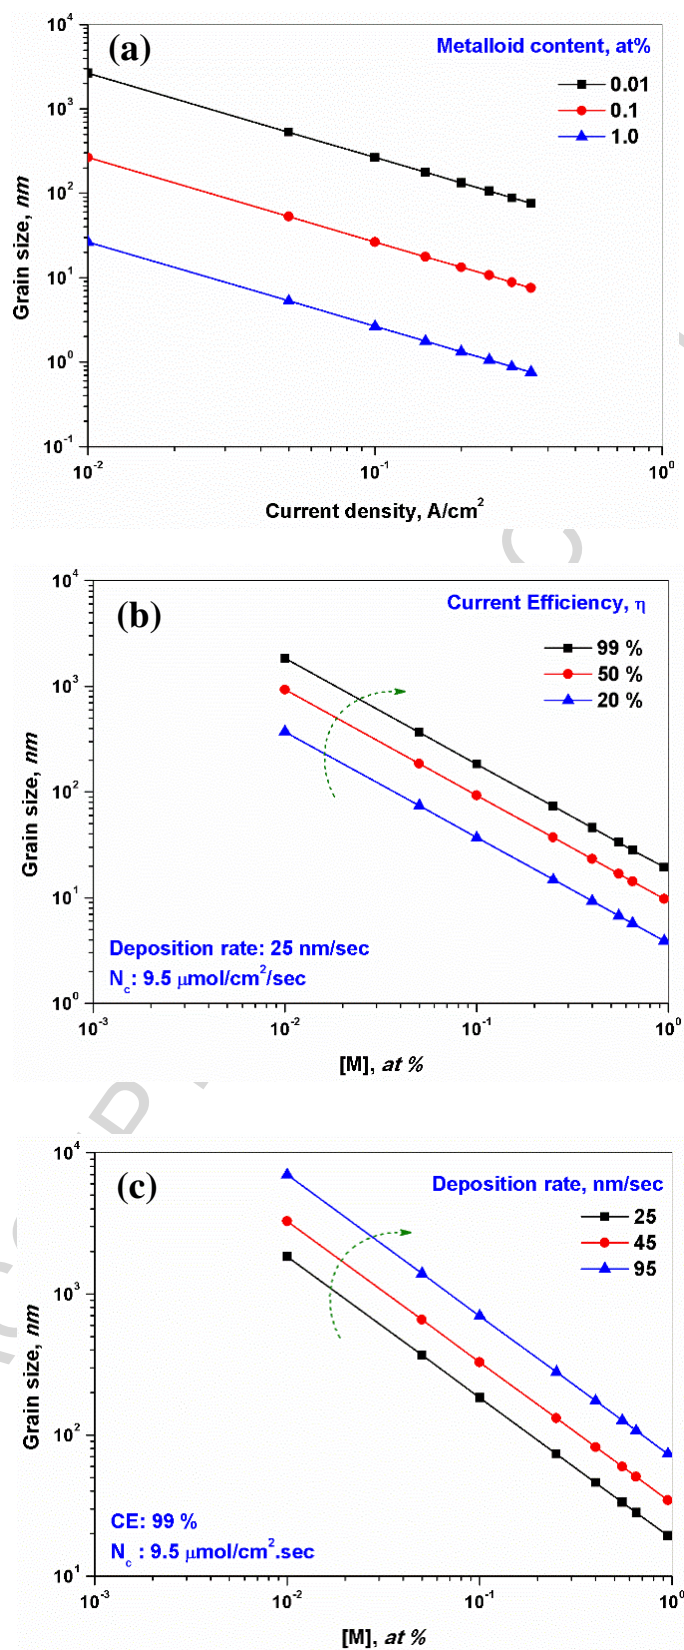 (a)
Metalloid content, at%
0.01
0.1
1.0
10^4
10^3
10^2
10^1
10^0
10^-1
Grain size, nm
10^-2
10^-1
10^0
Current density, A/cm^2
(b)
Current Efficiency, η
99 %
50 %
20 %
10^4
10^3
10^2
10^1
10^0
Grain size, nm
Deposition rate: 25 nm/sec
N_c: 9.5 μmol/cm^2/sec
10^-3
10^-2
10^-1
10^0
[M], at %
(c)
Deposition rate, nm/sec
25
45
95
10^4
10^3
10^2
10^1
Grain size, nm
CE: 99 %
N_c : 9.5 μmol/cm^2.sec
10^-3
10^-2
10^-1
10^0
[M], at %